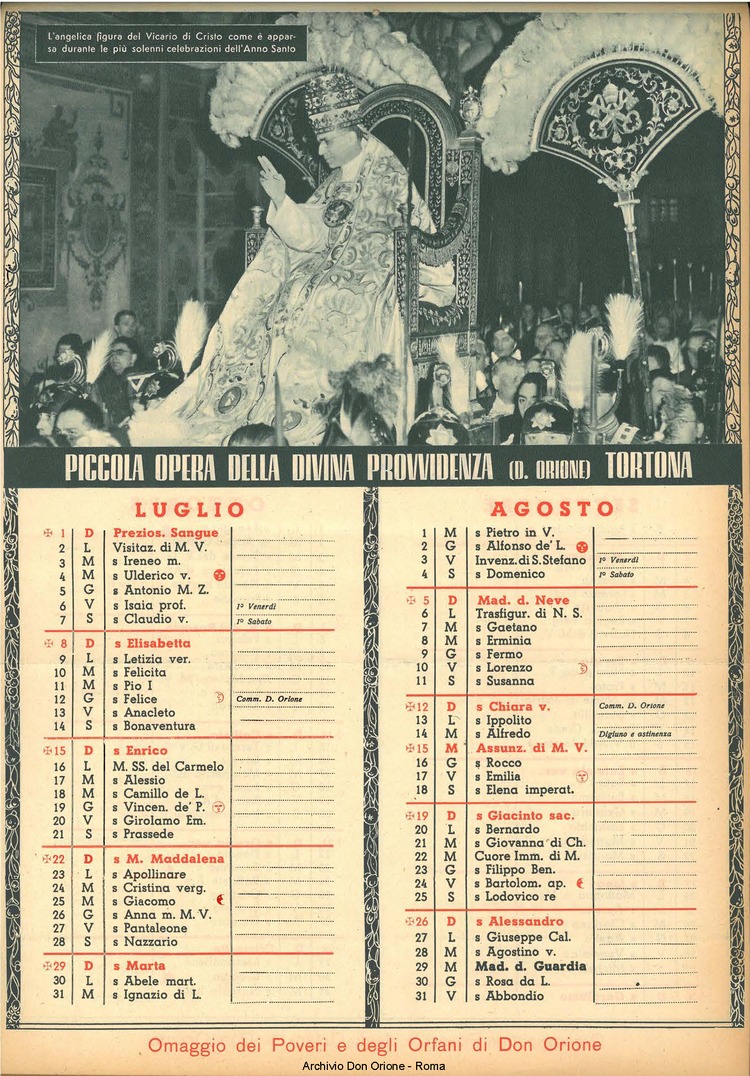 L'angelica figura del Vicario di Cristo come è appar-
sa durante le più solenni celebrazioni dell'Anno Santo
PICCOLA OPERA DELLA DIVINA PROVVIDENZA (D. ORIONE) TORTONA
LUGLIO
✠ 1 D Prezios. Sangue
2 L Visitaz. di M. V.
3 M s Ireneo m.
4 M s Ulderico v.
5 G s Antonio M. Z.
6 V s Isaia prof. 1º Venerdì
7 S s Claudio v. 1º Sabato
✠ 8 D s Elisabetta
9 L s Letizia ver.
10 M s Felicita
11 M s Pio I
12 G s Felice Comm. D. Orione
13 V s Anacleto
14 S s Bonaventura
✠15 D s Enrico
16 L M. SS. del Carmelo
17 M s Alessio
18 M s Camillo de L.
19 G s Vincen. de' P.
20 V s Girolamo Em.
21 S s Prassede
✠22 D s M. Maddalena
23 L s Apollinare
24 M s Cristina verg.
25 M s Giacomo
26 G s Anna m. M. V.
27 V s Pantaleone
28 S s Nazzario
✠29 D s Marta
30 L s Abele mart.
31 M s Ignazio di L.
AGOSTO
1 M s Pietro in V.
2 G s Alfonso de' L.
3 V Invenz. di S. Stefano 1º Venerdì
4 S s Domenico 1º Sabato
✠ 5 D Mad. d. Neve
6 L Trasfigur. di N. S.
7 M s Gaetano
8 M s Erminia
9 G s Fermo
10 V s Lorenzo
11 S s Susanna
✠12 D s Chiara v. Comm. D. Orione
13 L s Ippolito
14 M s Alfredo Digiuno e astinenza
✠15 M Assunz. di M. V.
16 G s Rocco
17 V s Emilia
18 S s Elena imperat.
✠19 D s Giacinto sac.
20 L s Bernardo
21 M s Giovanna di Ch.
22 M Cuore Imm. di M.
23 G s Filippo Ben.
24 V s Bartolom. ap.
25 S s Lodovico re
✠26 D s Alessandro
27 L s Giuseppe Cal.
28 M s Agostino v.
29 M Mad. d. Guardia
30 G s Rosa da L.
31 V s Abbondio
Omaggio dei Poveri e degli Orfani di Don Orione
Archivio Don Orione - Roma